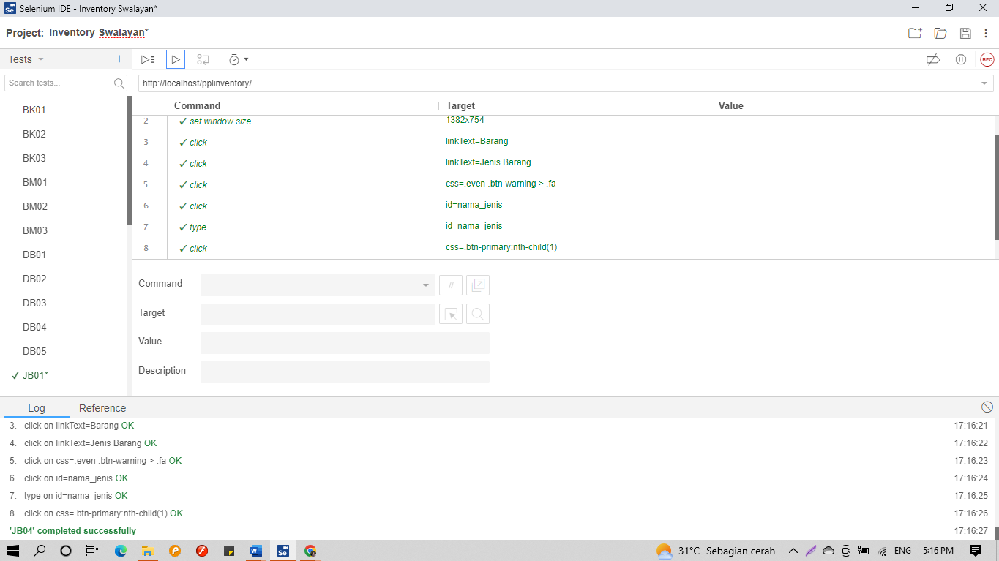 Selenium IDE - Inventory Swalayan*
Project: Inventory Swalayan*
Tests
Search tests...
BK01
BK02
BK03
BM01
BM02
BM03
DB01
DB02
DB03
DB04
DB05
✓ JB01*
REC
http://localhost/pplinventory/
Command Target Value
2 ✓ set window size 1382x754
3 ✓ click linkText=Barang
4 ✓ click linkText=Jenis Barang
5 ✓ click css=.even .btn-warning > .fa
6 ✓ click id=nama_jenis
7 ✓ type id=nama_jenis
8 ✓ click css=.btn-primary:nth-child(1)
Command //
Target
Value
Description
Log Reference
3. click on linkText=Barang OK 17:16:21
4. click on linkText=Jenis Barang OK 17:16:22
5. click on css=.even .btn-warning > .fa OK 17:16:23
6. click on id=nama_jenis OK 17:16:24
7. type on id=nama_jenis OK 17:16:25
8. click on css=.btn-primary:nth-child(1) OK 17:16:26
'JB04' completed successfully 17:16:27
31°C Sebagian cerah ENG 5:16 PM